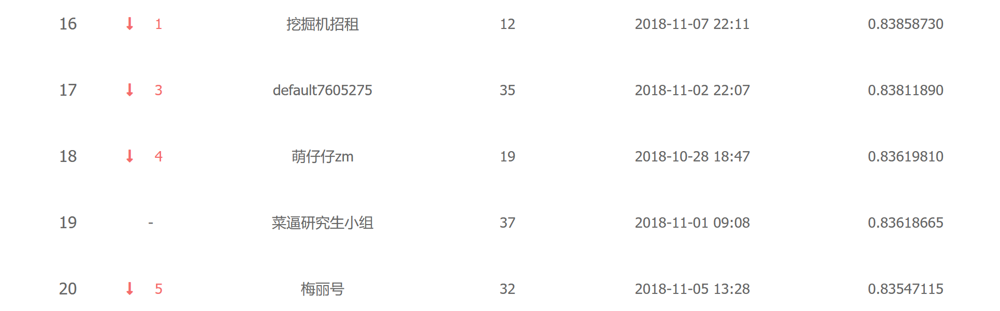 16 ↓ 1 挖掘机招租 12 2018-11-07 22:11 0.83858730
17 ↓ 3 default7605275 35 2018-11-02 22:07 0.83811890
18 ↓ 4 萌仔仔zm 19 2018-10-28 18:47 0.83619810
19 - 菜逼研究生小组 37 2018-11-01 09:08 0.83618665
20 ↓ 5 梅丽号 32 2018-11-05 13:28 0.83547115